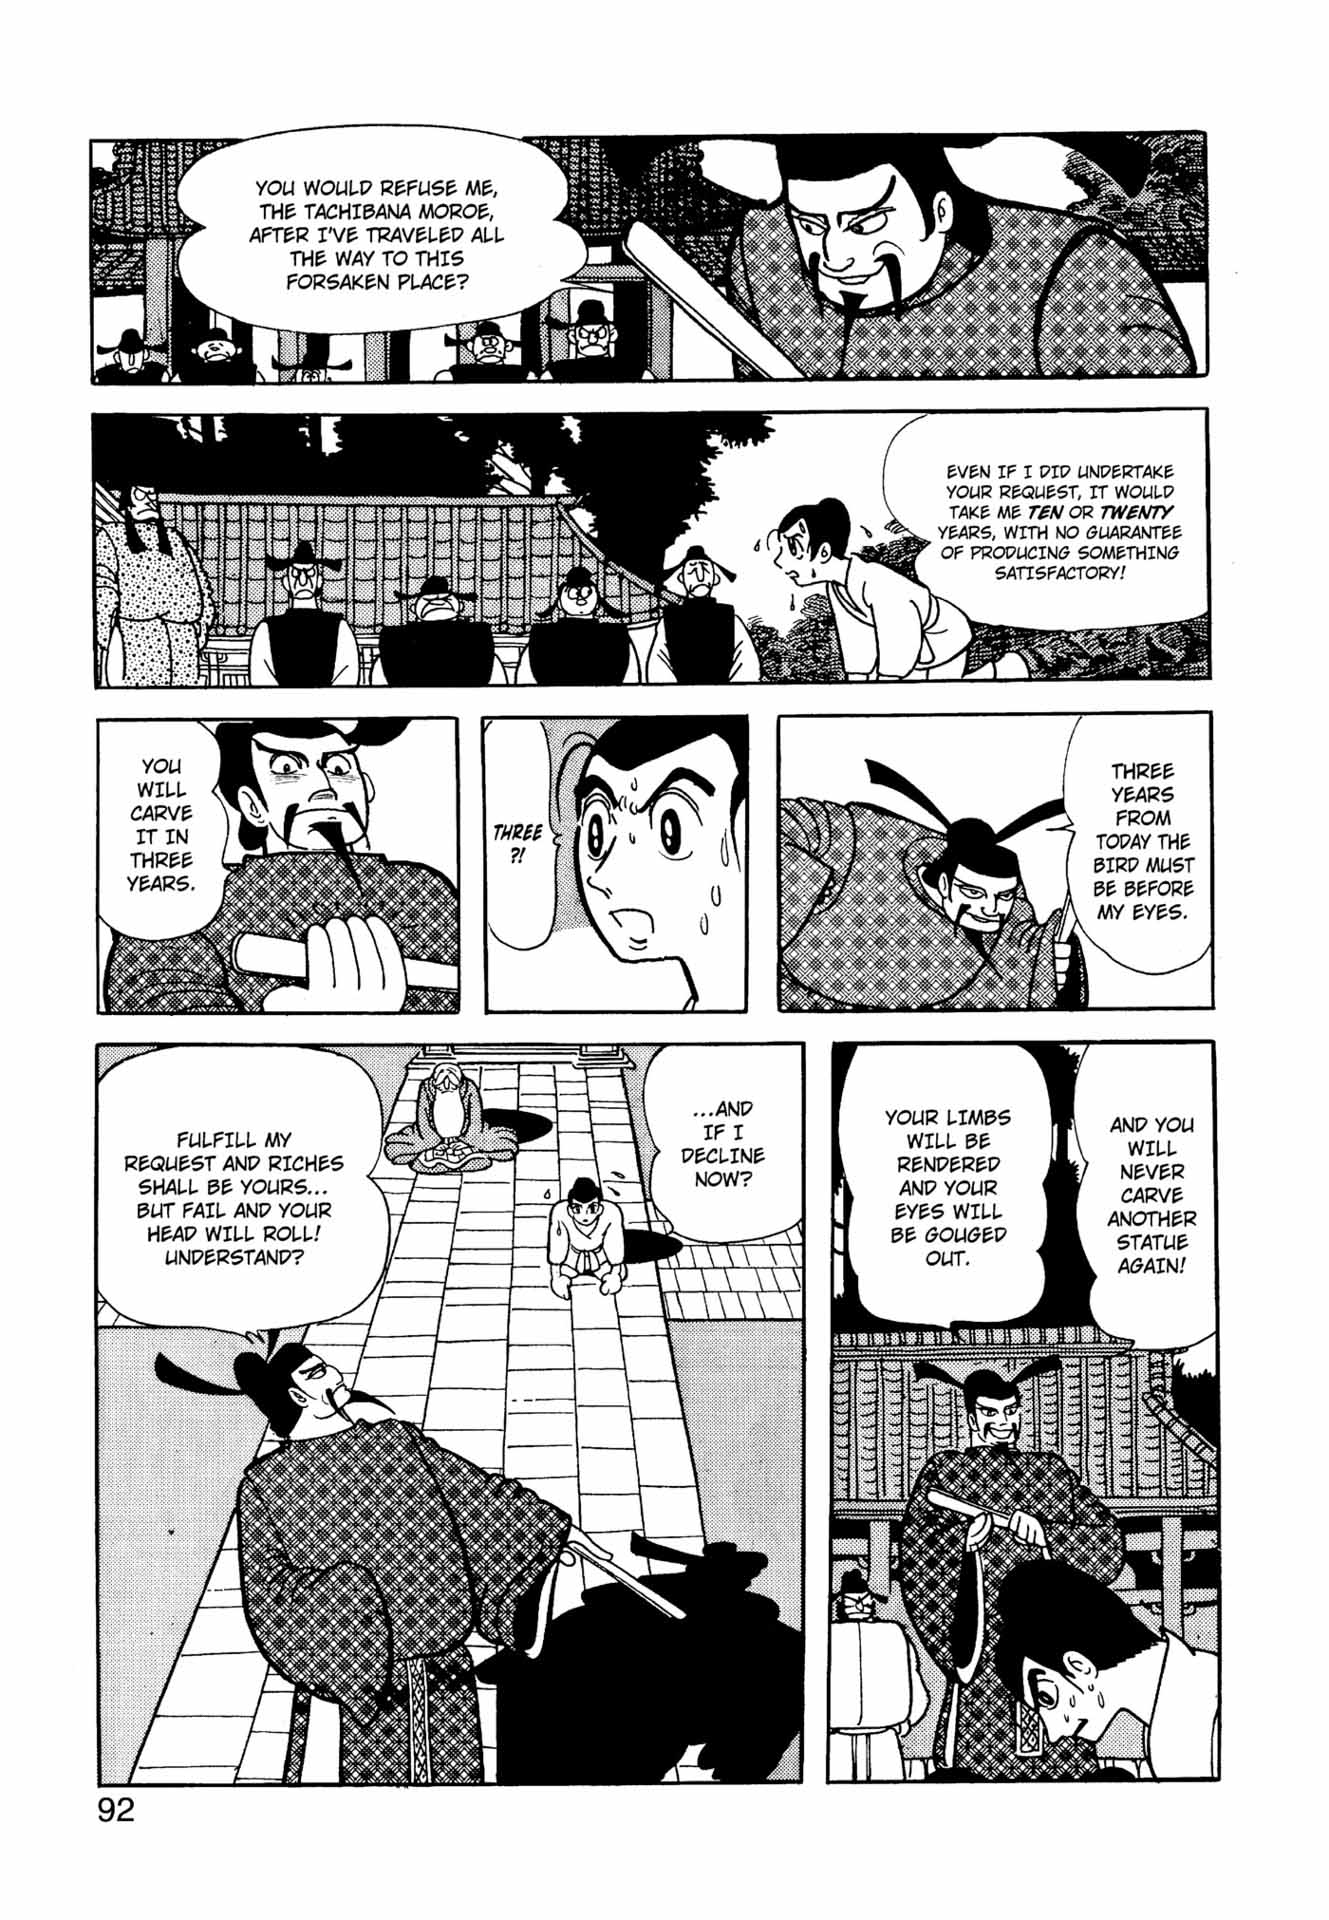 YOU WOULD REFUSE ME,
THE TACHIBANA MOROE,
AFTER I'VE TRAVELED ALL
THE WAY TO THIS
FORSAKEN PLACE?
EVEN IF I DID UNDERTAKE
YOUR REQUEST, IT WOULD
TAKE ME TEN OR TWENTY
YEARS, WITH NO GUARANTEE
OF PRODUCING SOMETHING
SATISFACTORY!
YOU
WILL
CARVE
IT IN
THREE
YEARS.
THREE
?!
THREE
YEARS
FROM
TODAY THE
BIRD MUST
BE BEFORE
MY EYES.
FULFILL MY
REQUEST AND RICHES
SHALL BE YOURS...
BUT FAIL AND YOUR
HEAD WILL ROLL!
UNDERSTAND?
...AND
IF I
DECLINE
NOW?
YOUR LIMBS
WILL BE
RENDERED
AND YOUR
EYES WILL
BE GOUGED
OUT.
AND YOU
WILL
NEVER
CARVE
ANOTHER
STATUE
AGAIN!
92